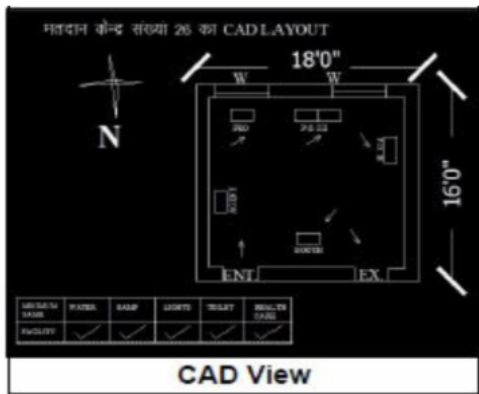 मतदान केन्द्र संख्या 26 का CAD LAYOUT
18'0"
W W
PRO
16'0"
N
BOOTH
ENT. EX.
WATER RAMP LIGHTS TOILET HEALTH CARE
FACILITY
CAD View